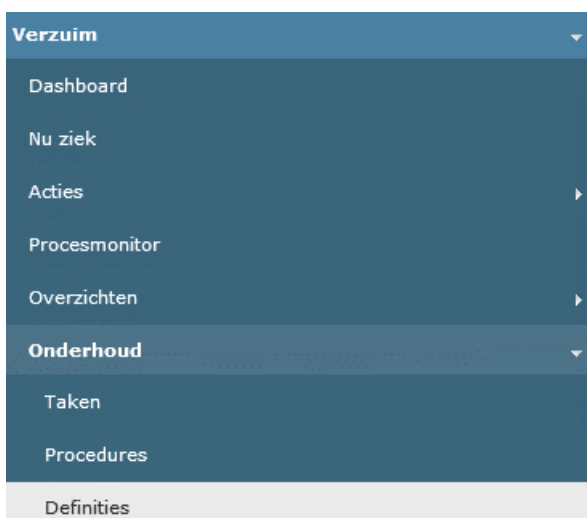 Verzuim
Dashboard
Nu ziek
Acties
Procesmonitor
Overzichten
Onderhoud
Taken
Procedures
Definities